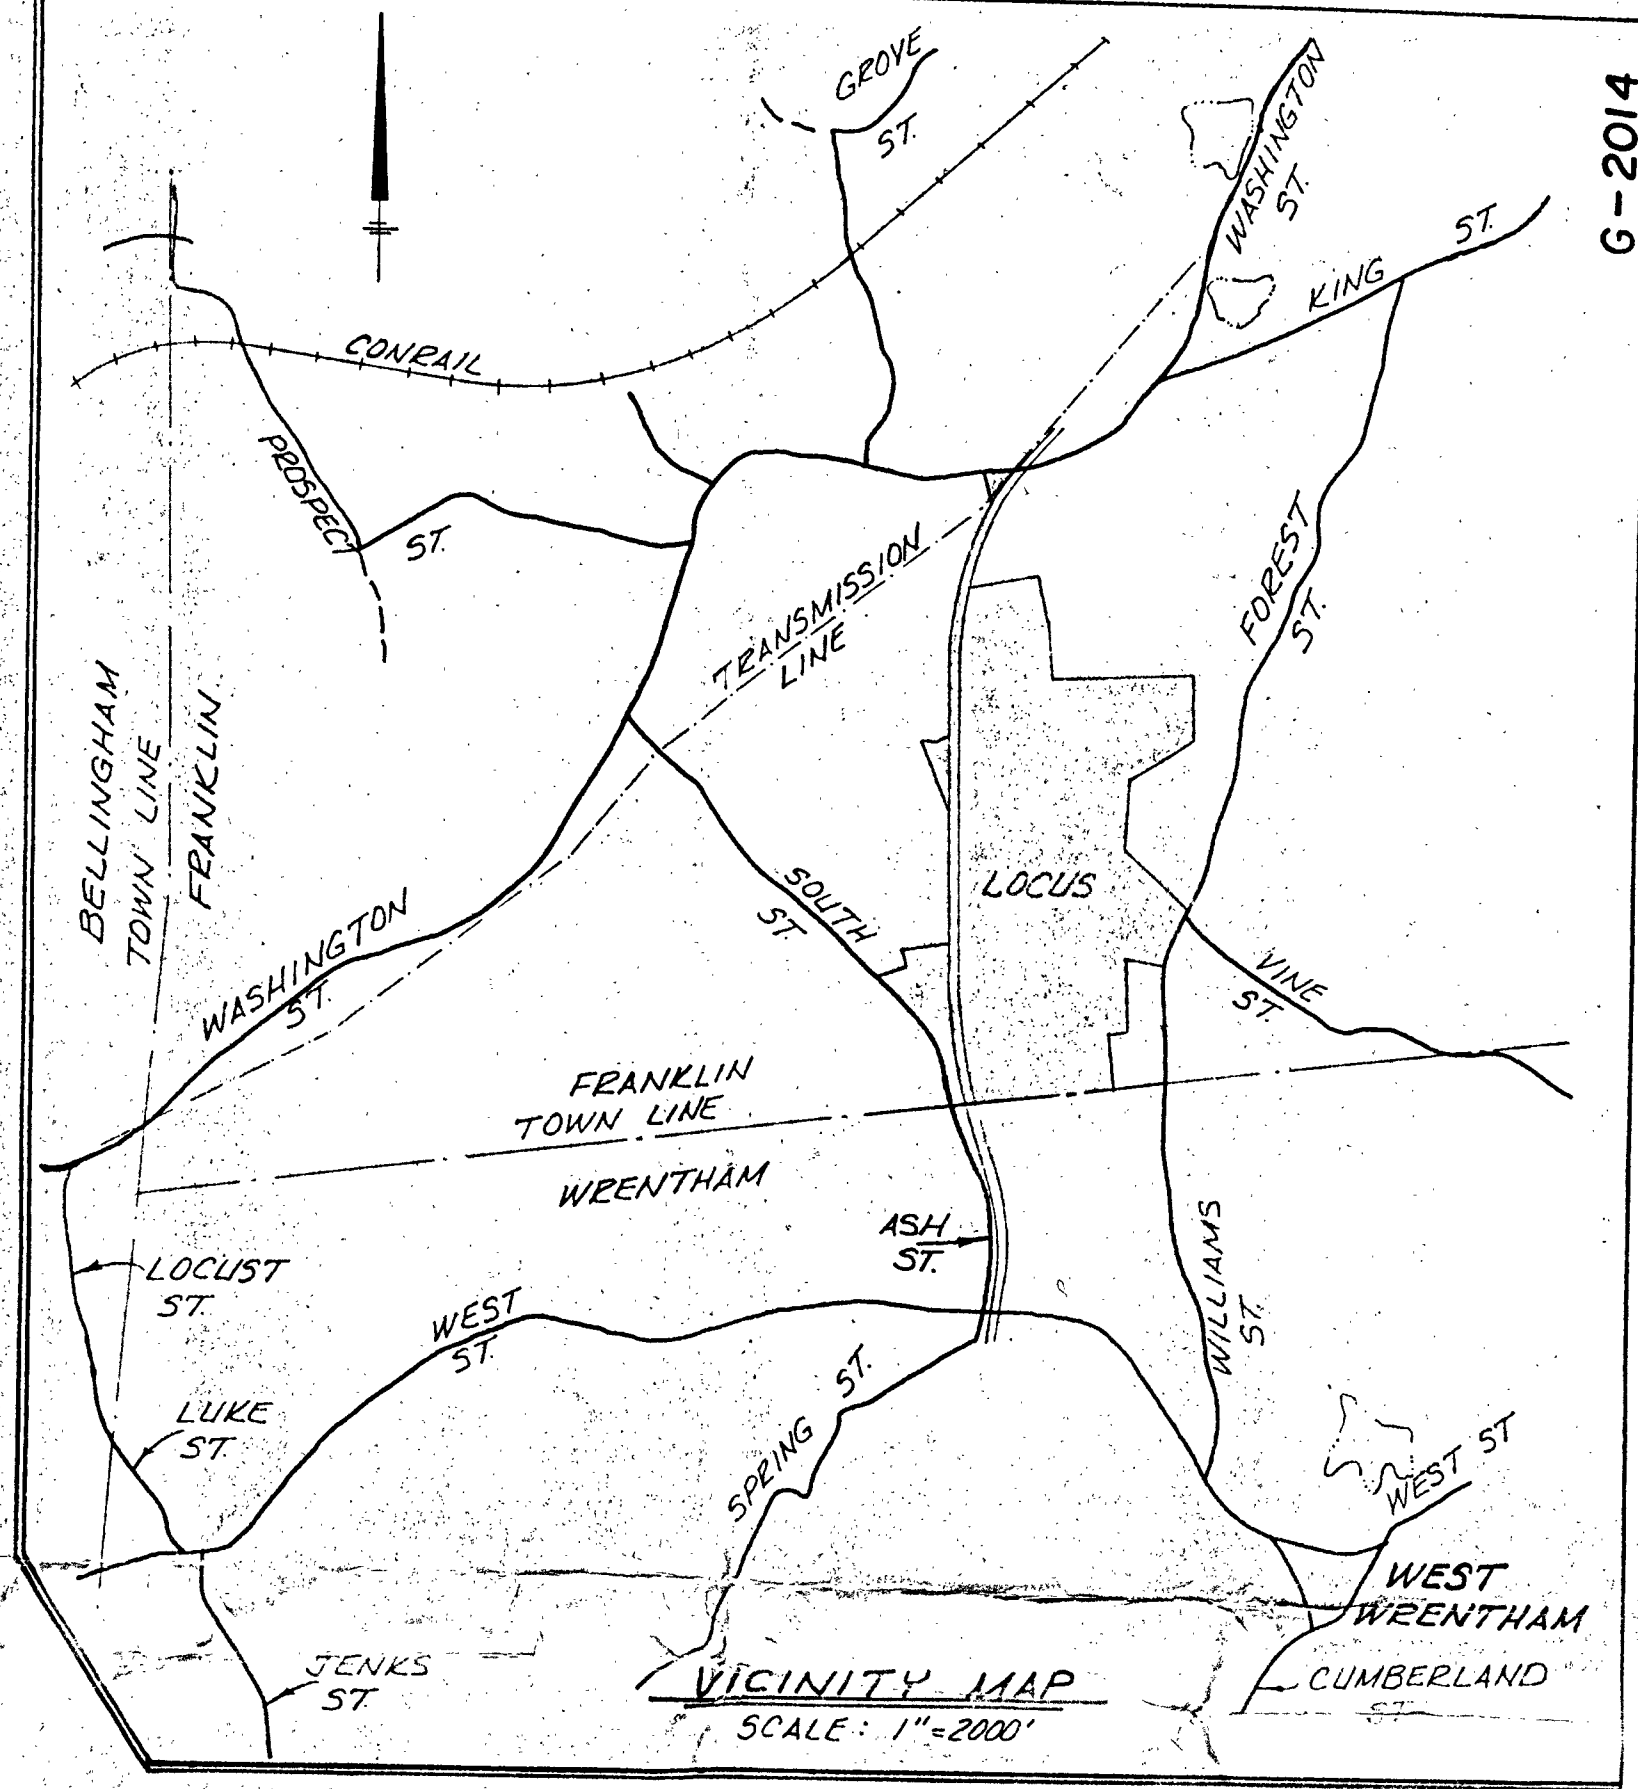 GROVE
ST.
WASHINGTON
ST.
G-2014
KING
ST.
CONRAIL
PROSPECT
ST.
TRANSMISSION
LINE
FOREST
ST.
BELLINGHAM
TOWN LINE
FRANKLIN
LOCUS
SOUTH
ST.
WASHINGTON
ST.
VINE
ST.
FRANKLIN
TOWN LINE
WRENTHAM
ASH
ST.
WILLIAMS
ST.
LOCUST
ST.
WEST
ST.
LUKE
ST.
SPRING
ST.
WEST ST
WEST
WRENTHAM
JENKS
ST.
CUMBERLAND
ST
VICINITY MAP
SCALE: 1"=2000'